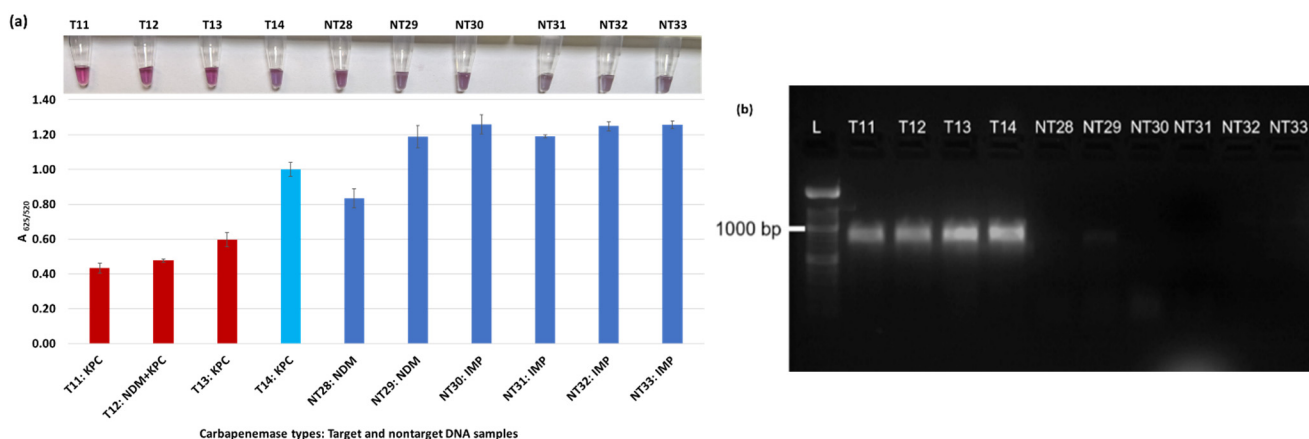 (a)
T11 T12 T13 T14 NT28 NT29 NT30 NT31 NT32 NT33
1.40
1.20
1.00
0.80
0.60
0.40
0.20
0.00
A 625/520
T11: KPC
T12: NDM+KPC
T13: KPC
T14: KPC
NT28: NDM
NT29: NDM
NT30: IMP
NT31: IMP
NT32: IMP
NT33: IMP
Carbapenemase types: Target and nontarget DNA samples
(b)
L T11 T12 T13 T14 NT28 NT29 NT30 NT31 NT32 NT33
1000 bp